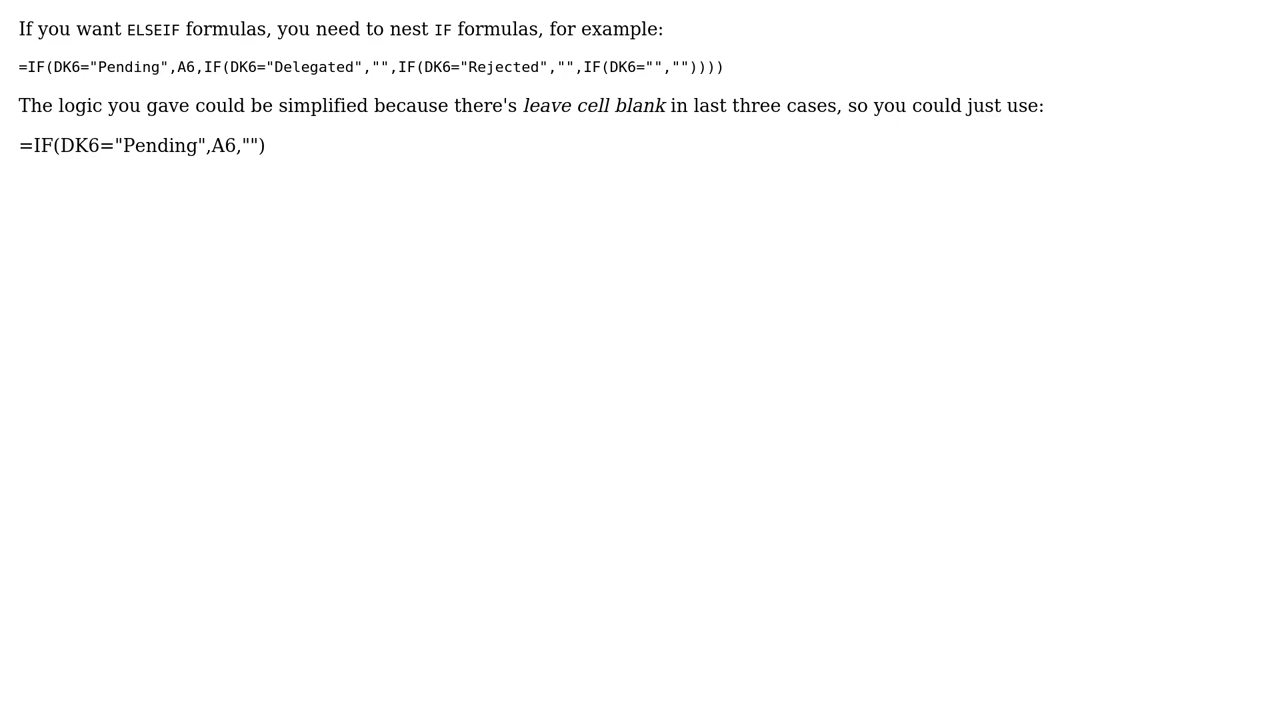 If you want ELSEIF formulas, you need to nest IF formulas, for example:
=IF(DK6="Pending",A6,IF(DK6="Delegated","",IF(DK6="Rejected","",IF(DK6="",""))))
The logic you gave could be simplified because there's leave cell blank in last three cases, so you could just use:
=IF(DK6="Pending",A6,"")